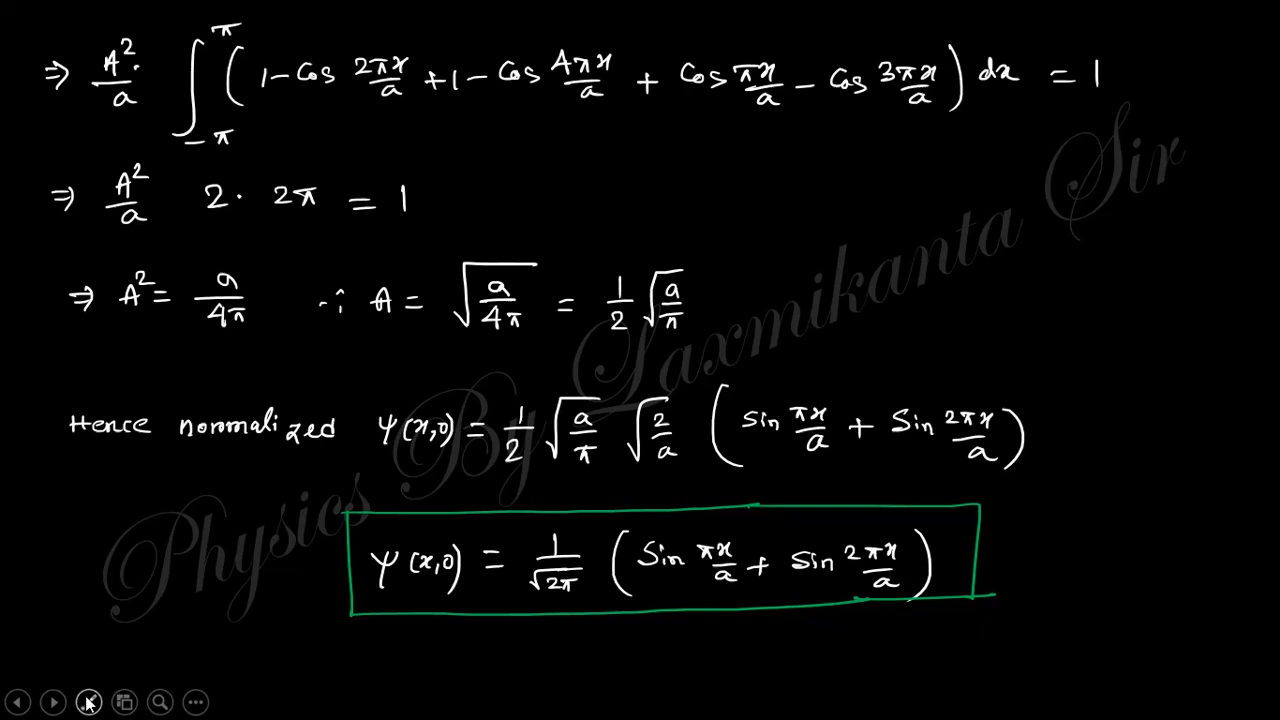 ⇒ A²/a ∫_{-π}^{π} (1 - Cos 2πx/a + 1 - Cos 4πx/a + Cos πx/a - Cos 3πx/a) dx = 1
⇒ A²/a 2 · 2π = 1
⇒ A² = a/4π ∴ A = √(a/4π) = 1/2 √(a/π)
Hence normalized ψ(x,0) = 1/2 √(a/π) √(2/a) (Sin πx/a + Sin 2πx/a)
ψ(x,0) = 1/√2π (Sin πx/a + Sin 2πx/a)
Physics By Laxmikanta Sir